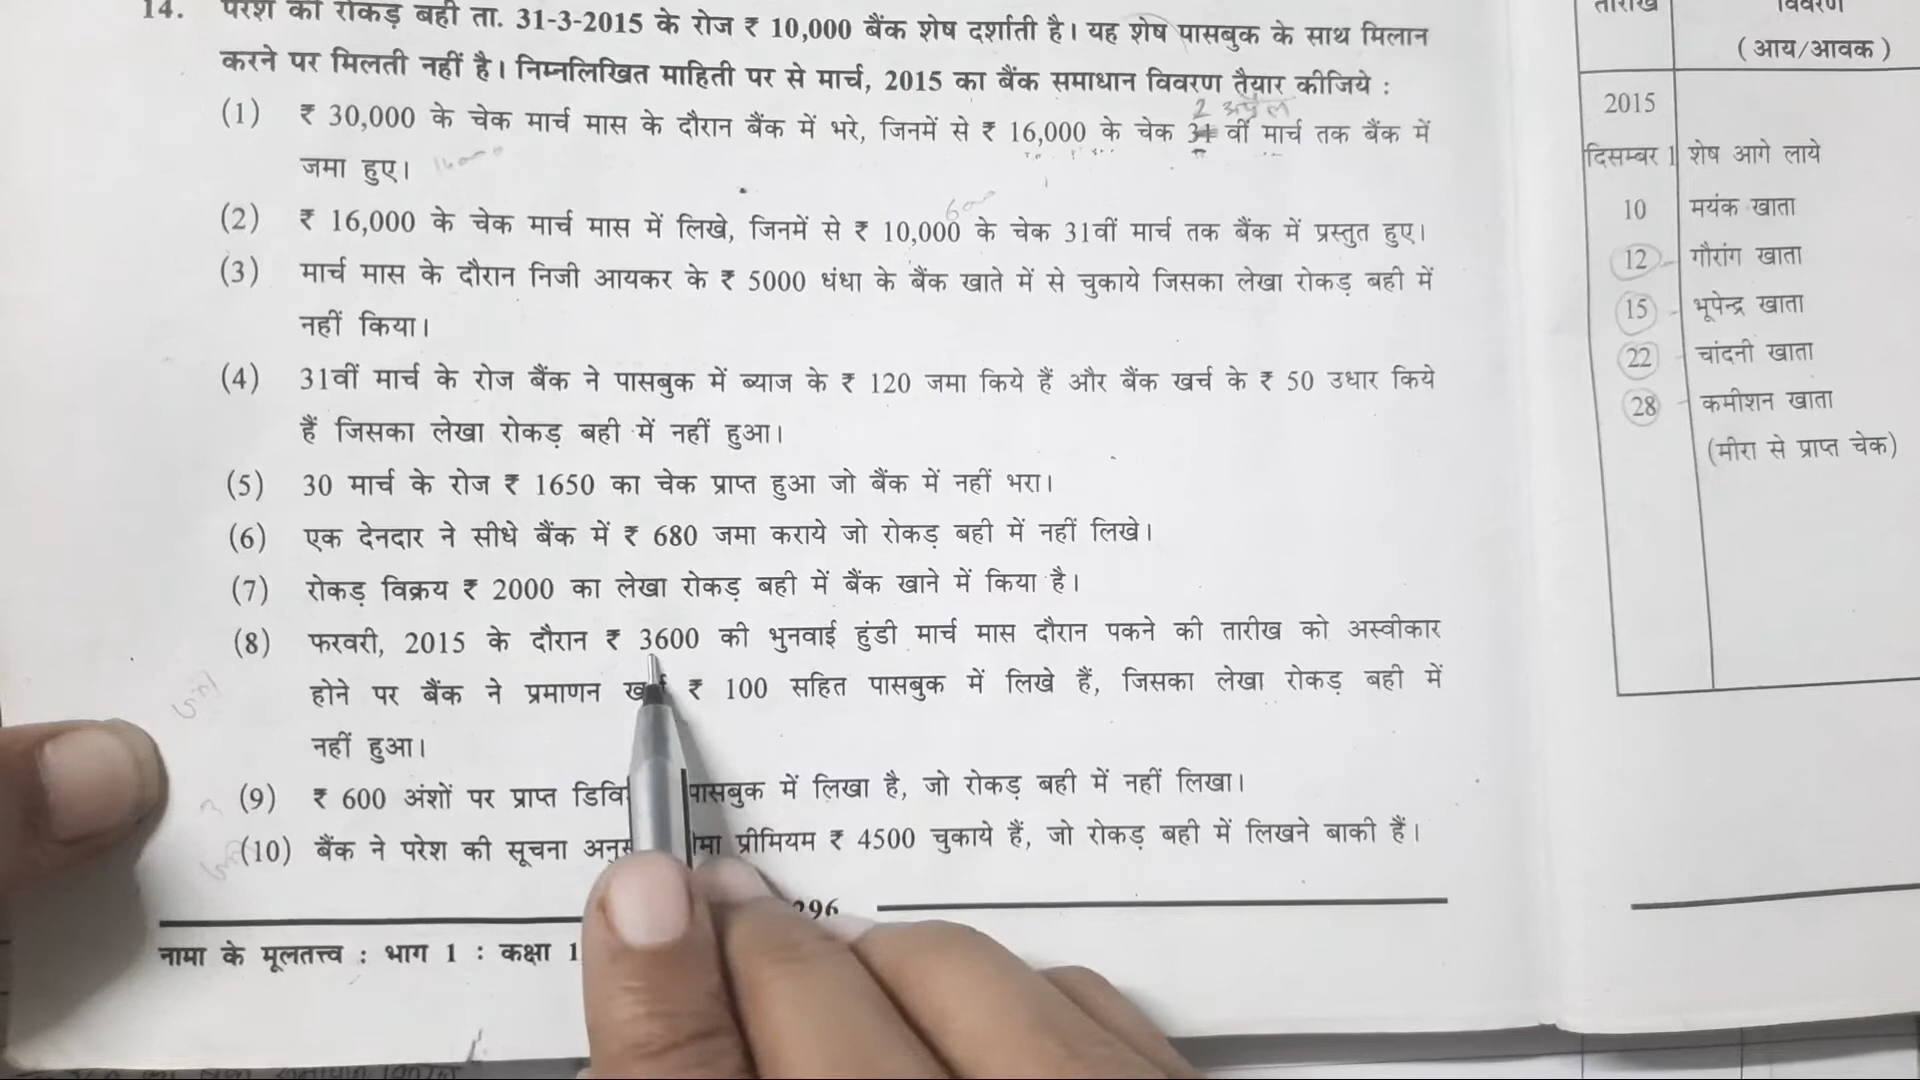 14. परेश की रोकड़ बही ता. 31-3-2015 के रोज ₹ 10,000 बैंक शेष दर्शाती है। यह शेष पासबुक के साथ मिलान
करने पर मिलती नहीं है। निम्नलिखित माहिती पर से मार्च, 2015 का बैंक समाधान विवरण तैयार कीजिये :
2 अप्रैल
(1) ₹ 30,000 के चेक मार्च मास के दौरान बैंक में भरे, जिनमें से ₹ 16,000 के चेक 31 वीं मार्च तक बैंक में
जमा हुए।
(2) ₹ 16,000 के चेक मार्च मास में लिखे, जिनमें से ₹ 10,000 के चेक 31वीं मार्च तक बैंक में प्रस्तुत हुए।
(3) मार्च मास के दौरान निजी आयकर के ₹ 5000 धंधा के बैंक खाते में से चुकाये जिसका लेखा रोकड़ बही में
नहीं किया।
(4) 31वीं मार्च के रोज बैंक ने पासबुक में ब्याज के ₹ 120 जमा किये हैं और बैंक खर्च के ₹ 50 उधार किये
हैं जिसका लेखा रोकड़ बही में नहीं हुआ।
(5) 30 मार्च के रोज ₹ 1650 का चेक प्राप्त हुआ जो बैंक में नहीं भरा।
(6) एक देनदार ने सीधे बैंक में ₹ 680 जमा कराये जो रोकड़ बही में नहीं लिखे।
(7) रोकड़ विक्रय ₹ 2000 का लेखा रोकड़ बही में बैंक खाने में किया है।
(8) फरवरी, 2015 के दौरान ₹ 3600 की भुनवाई हुंडी मार्च मास दौरान पकने की तारीख को अस्वीकार
होने पर बैंक ने प्रमाणन ₹ 100 सहित पासबुक में लिखे हैं, जिसका लेखा रोकड़ बही में
नहीं हुआ।
(9) ₹ 600 अंशों पर प्राप्त पासबुक में लिखा है, जो रोकड़ बही में नहीं लिखा।
(10) बैंक ने परेश की सूचना प्रीमियम ₹ 4500 चुकाये हैं, जो रोकड़ बही में लिखने बाकी हैं।
296
नामा के मूलतत्त्व : भाग 1 : कक्षा 1
तारीख विवरण
(आय/आवक)
2015
दिसम्बर 1 शेष आगे लाये
10 मयंक खाता
12 गौरांग खाता
15 भूपेन्द्र खाता
22 चांदनी खाता
28 कमीशन खाता
(मीरा से प्राप्त चेक)